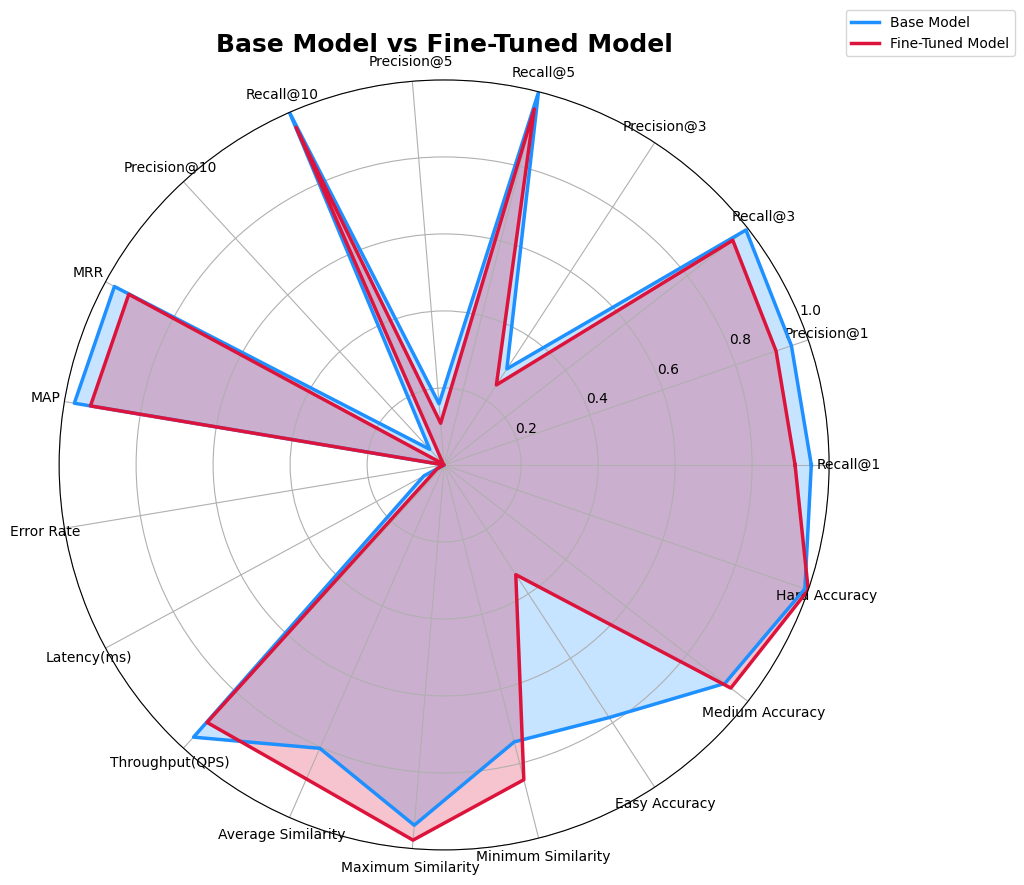 Base Model
Fine-Tuned Model
Base Model vs Fine-Tuned Model
Precision@5
Recall@5
Recall@10
Precision@3
Precision@10
Recall@3
MRR
1.0
Precision@1
0.8
0.6
MAP
0.4
0.2
Recall@1
Error Rate
Hard Accuracy
Latency(ms)
Medium Accuracy
Throughput(QPS)
Easy Accuracy
Average Similarity
Minimum Similarity
Maximum Similarity